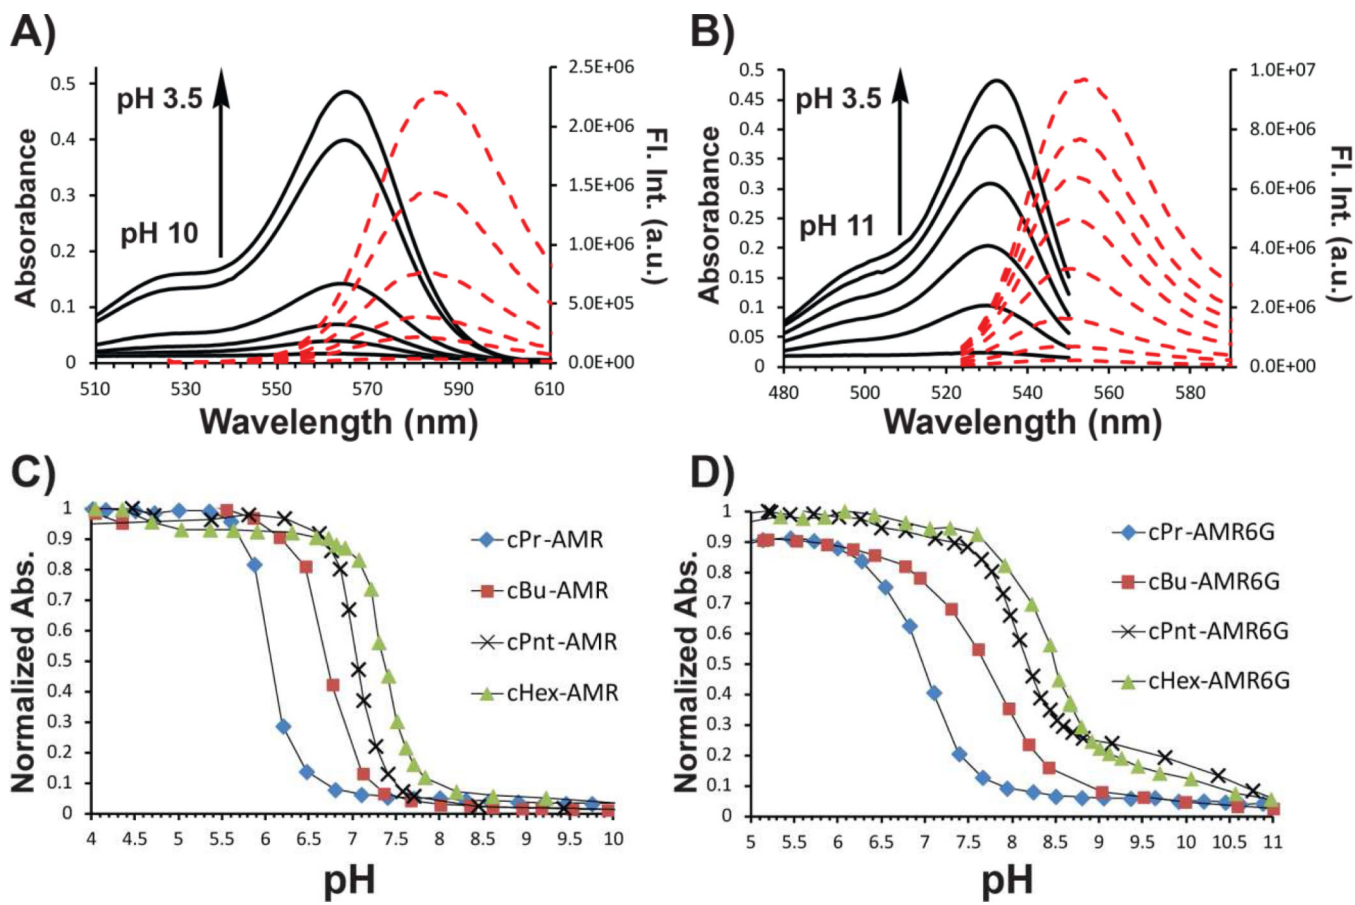 A)
B)
0.5
0.4
0.3
0.2
0.1
0
Absorabance
pH 3.5
pH 10
2.5E+06
2.0E+06
1.5E+06
1.0E+06
5.0E+05
0.0E+00
Fl. Int. (a.u.)
510 530 550 570 590 610
Wavelength (nm)
0.5
0.45
0.4
0.35
0.3
0.25
0.2
0.15
0.1
0.05
0
Absorbance
pH 3.5
pH 11
1.0E+07
8.0E+06
6.0E+06
4.0E+06
2.0E+06
0.0E+00
Fl. Int. (a.u.)
480 500 520 540 560 580
Wavelength (nm)
C)
D)
1
0.9
0.8
0.7
0.6
0.5
0.4
0.3
0.2
0.1
0
Normalized Abs.
cPr-AMR
cBu-AMR
cPnt-AMR
cHex-AMR
4 4.5 5 5.5 6 6.5 7 7.5 8 8.5 9 9.5 10
pH
1
0.9
0.8
0.7
0.6
0.5
0.4
0.3
0.2
0.1
0
Normalized Abs.
cPr-AMR6G
cBu-AMR6G
cPnt-AMR6G
cHex-AMR6G
5 5.5 6 6.5 7 7.5 8 8.5 9 9.5 10 10.5 11
pH